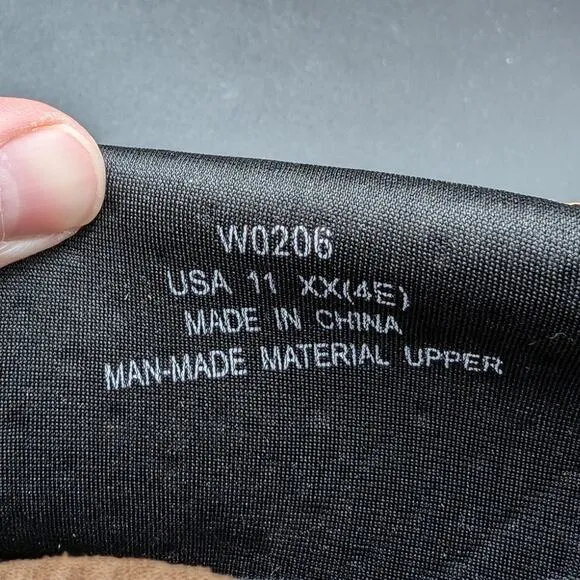 W0206
USA 11 XX(4E)
MADE IN CHINA
MAN-MADE MATERIAL UPPER